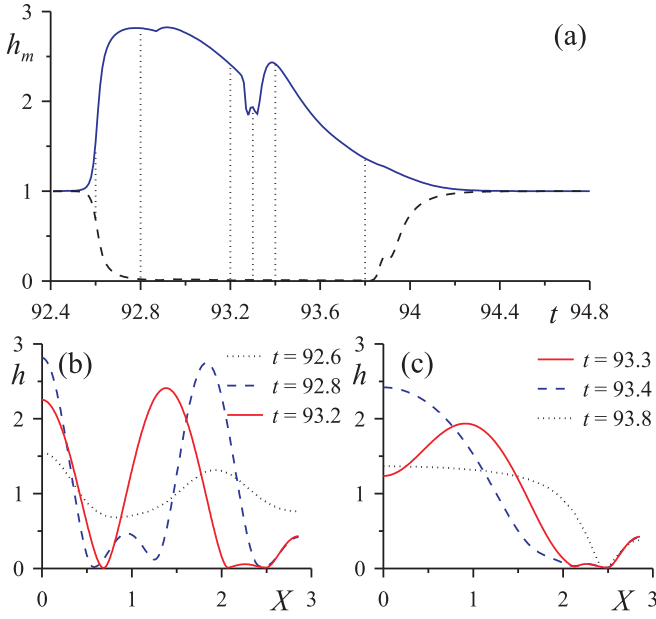 3
h_m
(a)
2
1
0
92.4 92.8 93.2 93.6 94 t 94.4 94.8
3
h
(b)
t = 92.6
t = 92.8
t = 93.2
2
1
0
0 1 2 X 3
3
h
(c)
t = 93.3
t = 93.4
t = 93.8
2
1
0
0 1 2 X 3